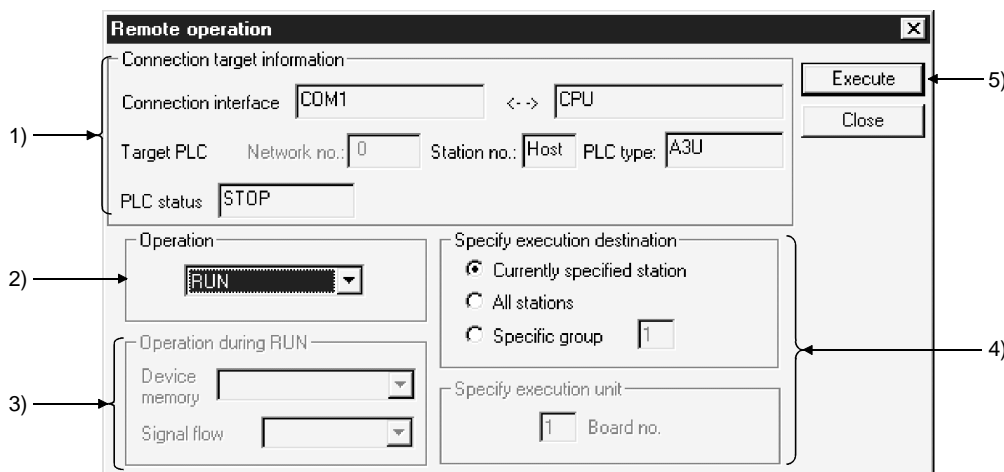 Remote operation
Connection target information
Connection interface COM1 <--> CPU
Target PLC Network no.: 0 Station no.: Host PLC type: A3U
PLC status STOP
Execute
Close
Operation
RUN
Specify execution destination
Currently specified station
All stations
Specific group 1
Operation during RUN
Device memory
Signal flow
Specify execution unit
1 Board no.
1)
2)
3)
4)
5)